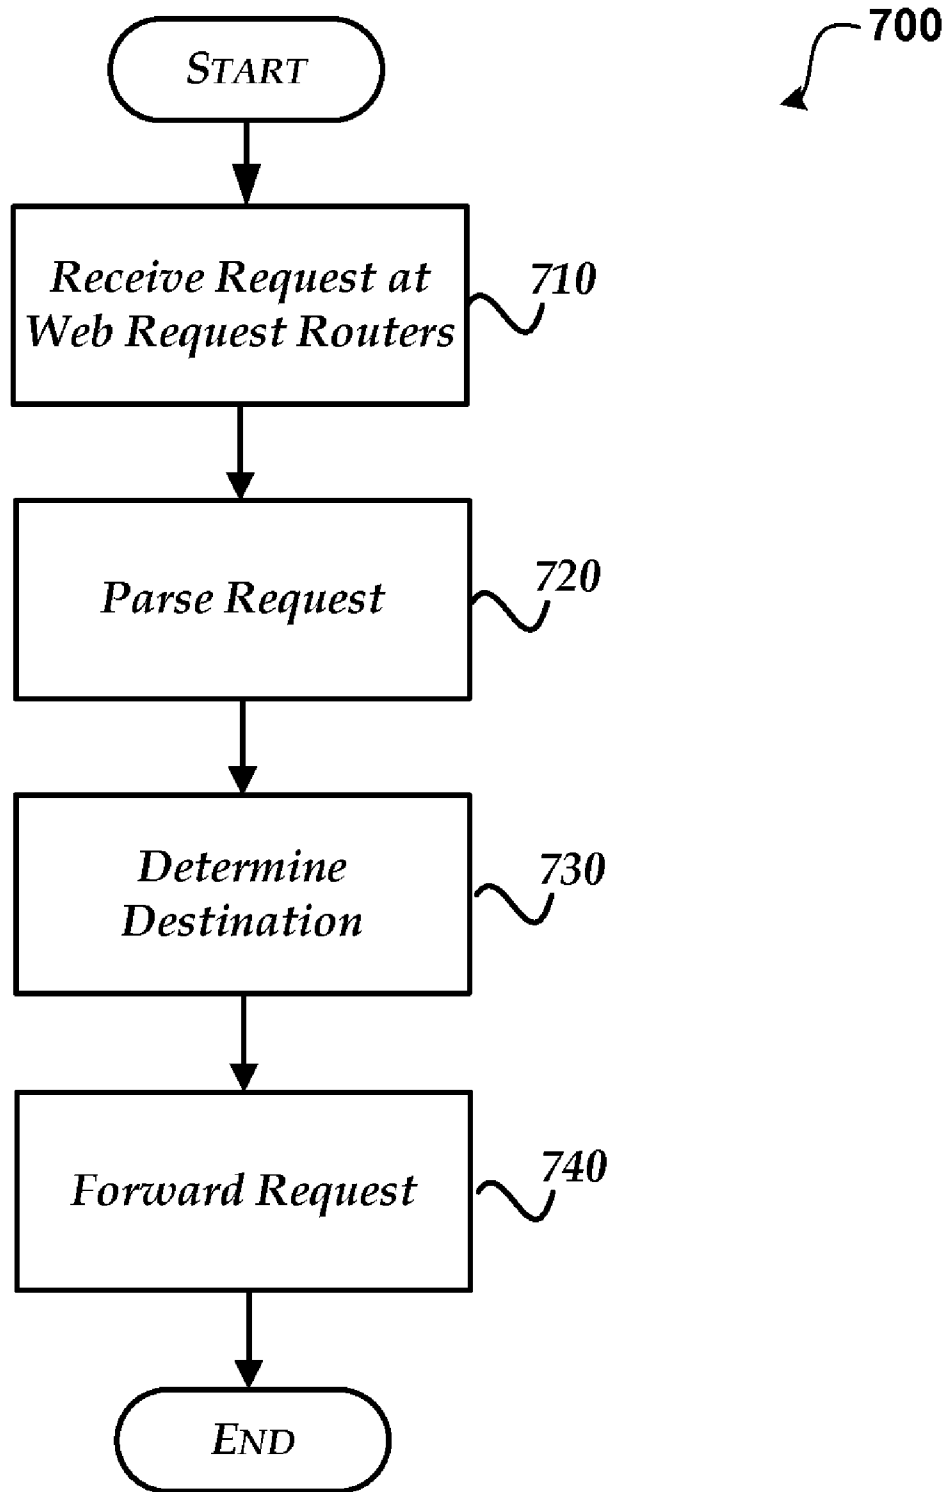 700
START
Receive Request at
Web Request Routers
710
Parse Request
720
Determine
Destination
730
Forward Request
740
END